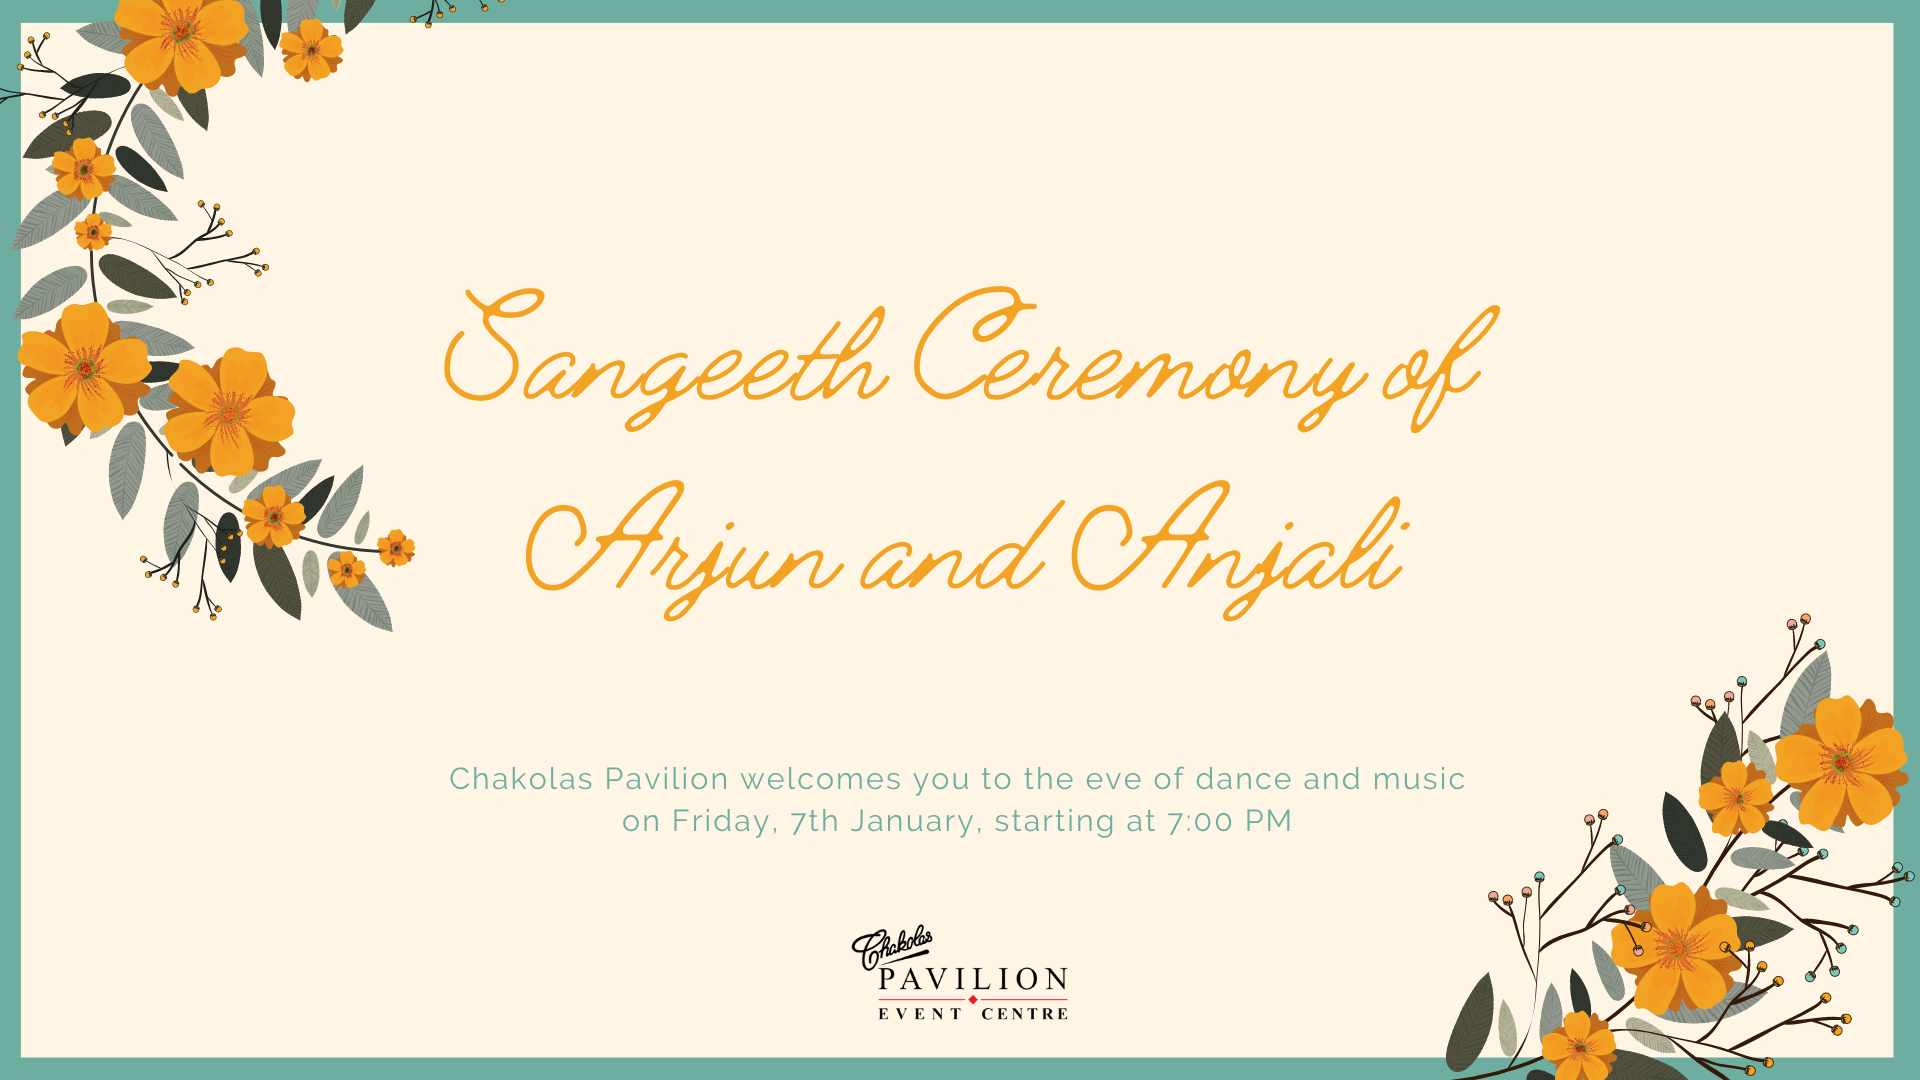 Sangeeth Ceremony of
Arjun and Anjali
Chakolas Pavilion welcomes you to the eve of dance and music
on Friday, 7th January, starting at 7:00 PM
Chakolas
PAVILION
EVENT CENTRE